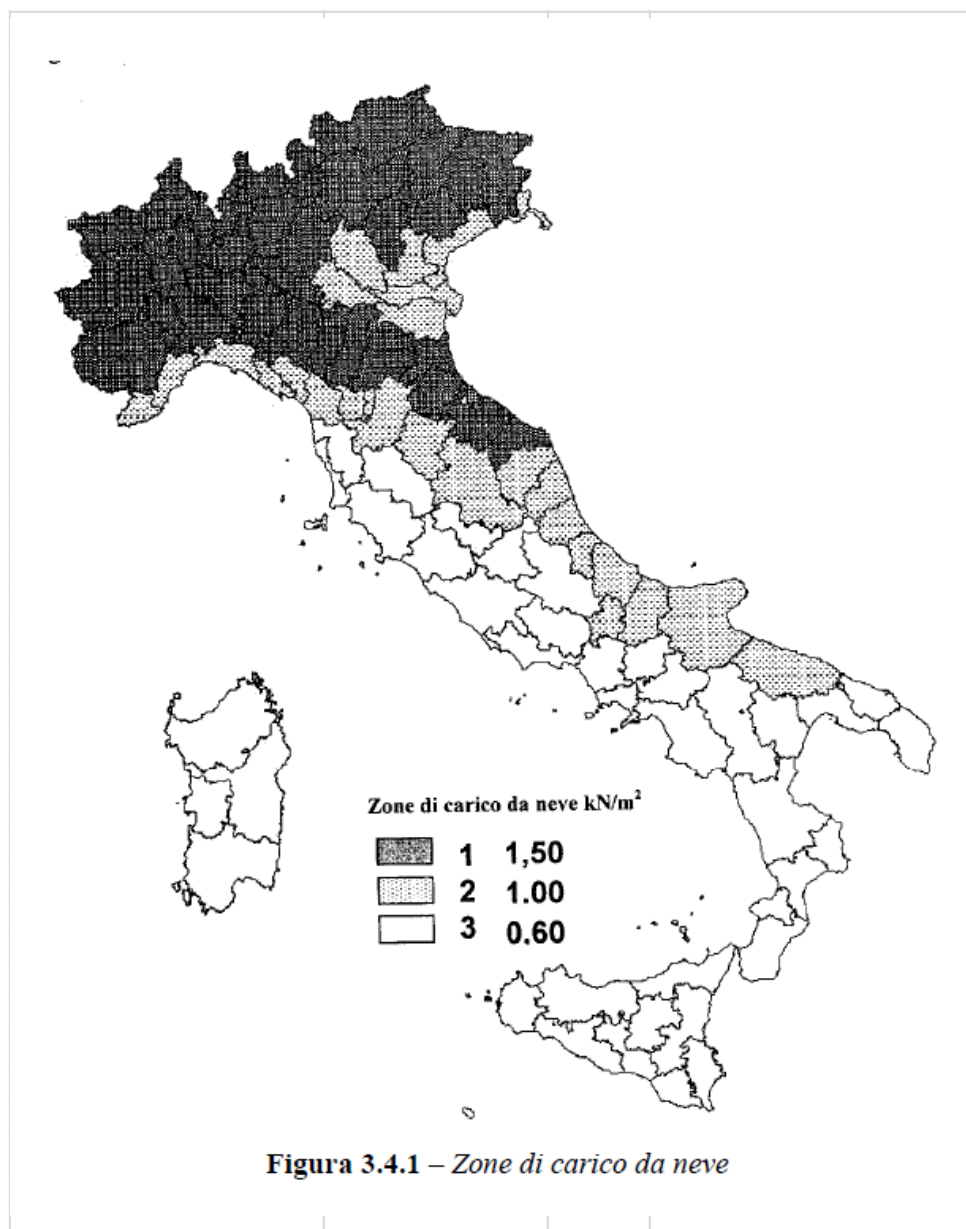 Zone di carico da neve kN/m²
1 1,50
2 1.00
3 0.60
Figura 3.4.1 – Zone di carico da neve